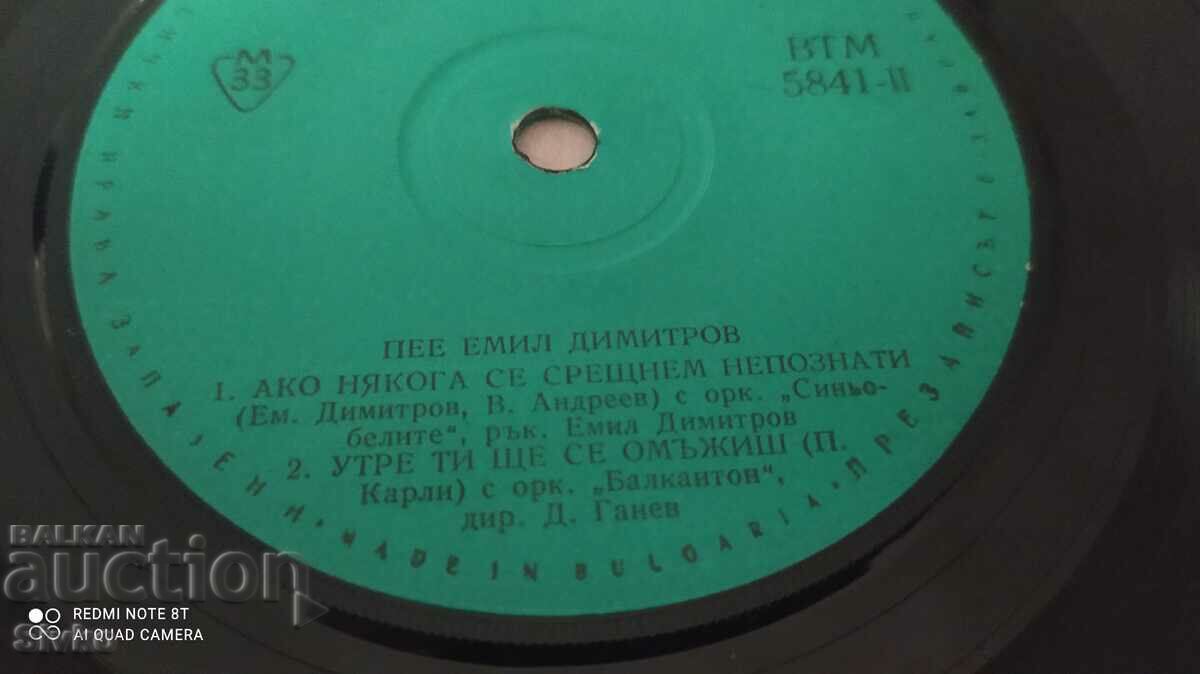 М
33
ВТМ
5841-II
ПЕЕ ЕМИЛ ДИМИТРОВ
1. АКО НЯКОГА СЕ СРЕЩНЕМ НЕПОЗНАТИ
(Ем. Димитров, В. Андреев) с орк. „Синьо-
белите“, рък. Емил Димитров
2. УТРЕ ТИ ЩЕ СЕ ОМЪЖИШ (П.
Карли) с орк. „Балкантон“,
дир. Д. Ганев
ЗАПАЗЕНИ · MADE IN BULGARIA · ПРЕЗАПИСЪТ
BALKAN
auction
REDMI NOTE 8T
AI QUAD CAMERA